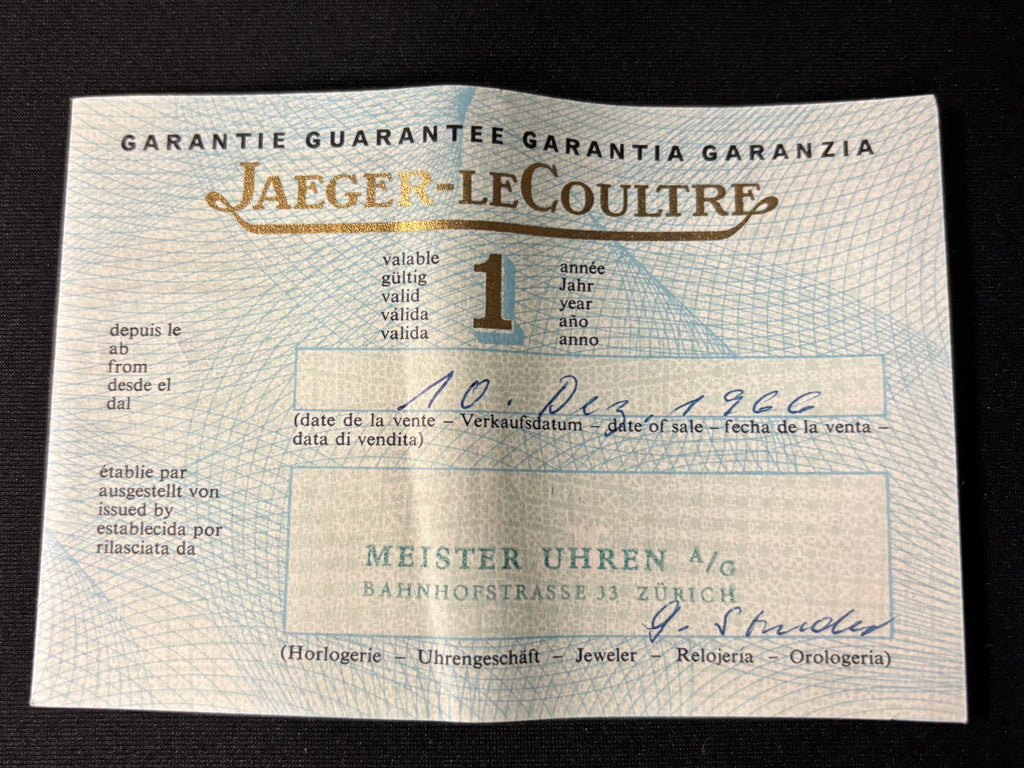 GARANTIE GUARANTEE GARANTIA GARANZIA
JAEGER-LECOULTRE
valable
gültig
valid
válida
valida
1
année
Jahr
year
año
anno
depuis le
ab
from
desde el
dal
10. Dez. 1966
(date de la vente – Verkaufsdatum – date of sale – fecha de la venta –
data di vendita)
établie par
ausgestellt von
issued by
establecida por
rilasciata da
MEISTER UHREN A/G
BAHNHOFSTRASSE 33 ZÜRICH
G. Studer
(Horlogerie – Uhrengeschäft – Jeweler – Relojería – Orologeria)